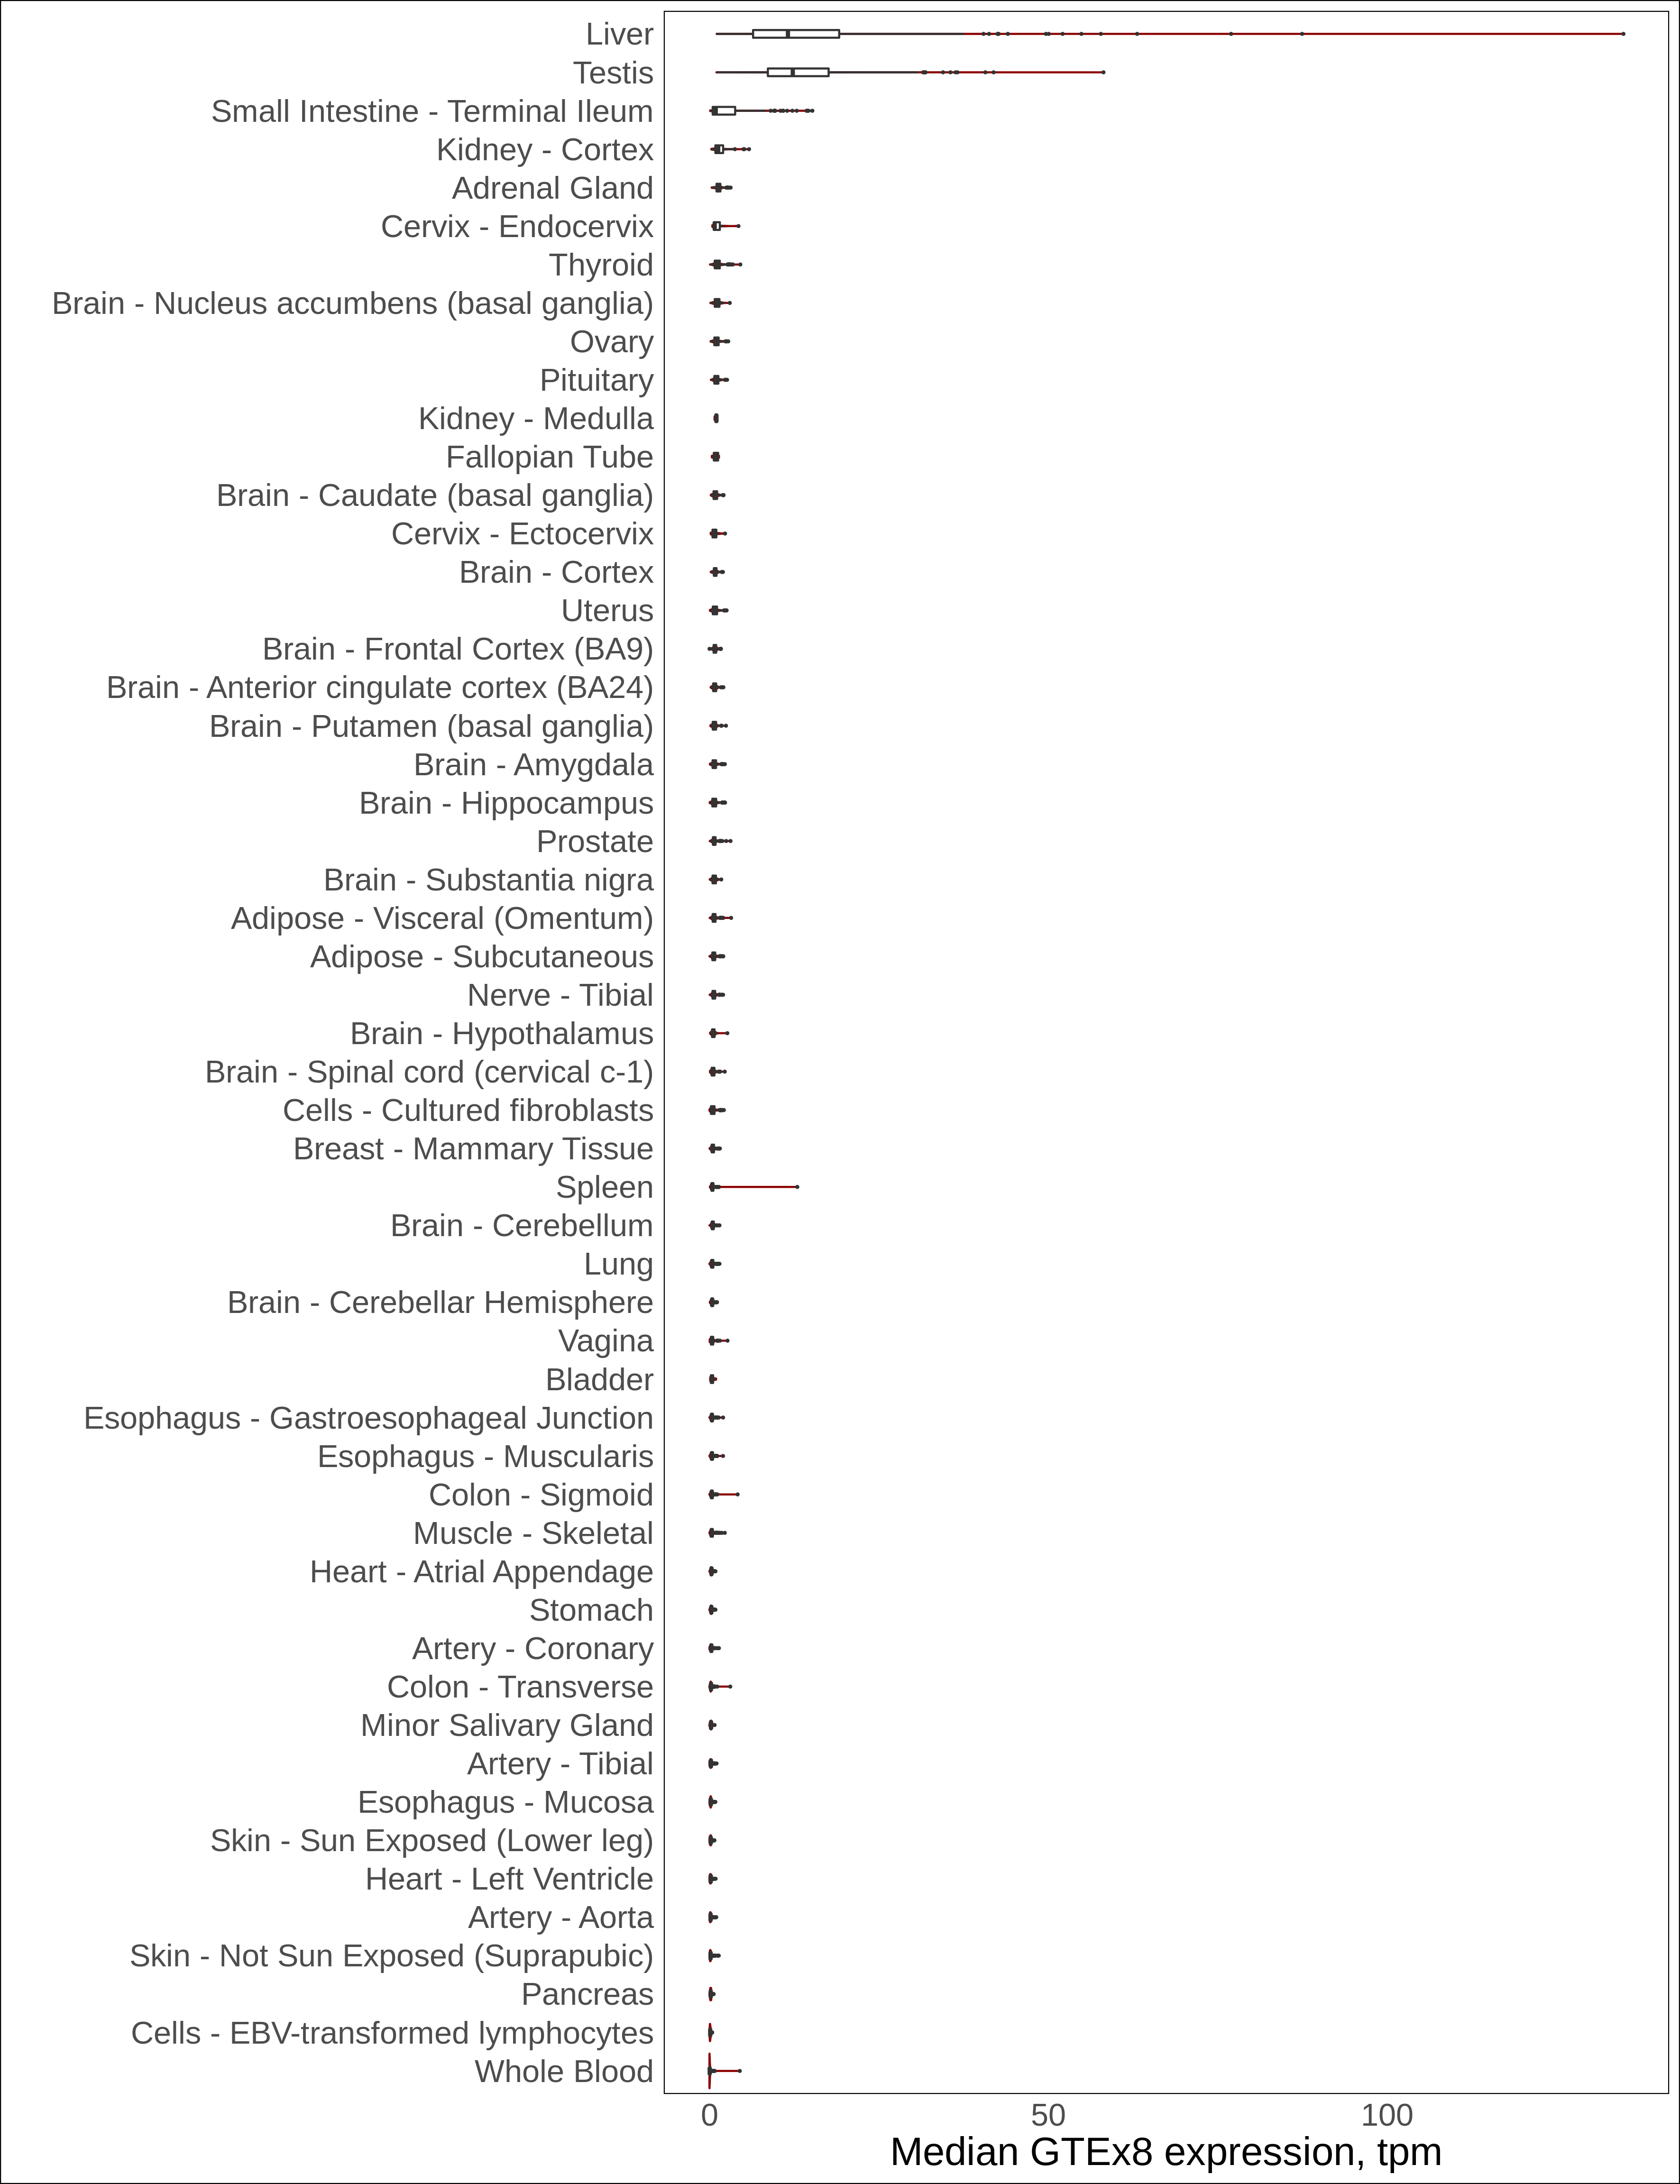 Liver
Testis
Small Intestine - Terminal Ileum
Kidney - Cortex
Adrenal Gland
Cervix - Endocervix
Thyroid
Brain - Nucleus accumbens (basal ganglia)
Ovary
Pituitary
Kidney - Medulla
Fallopian Tube
Brain - Caudate (basal ganglia)
Cervix - Ectocervix
Brain - Cortex
Uterus
Brain - Frontal Cortex (BA9)
Brain - Anterior cingulate cortex (BA24)
Brain - Putamen (basal ganglia)
Brain - Amygdala
Brain - Hippocampus
Prostate
Brain - Substantia nigra
Adipose - Visceral (Omentum)
Adipose - Subcutaneous
Nerve - Tibial
Brain - Hypothalamus
Brain - Spinal cord (cervical c-1)
Cells - Cultured fibroblasts
Breast - Mammary Tissue
Spleen
Brain - Cerebellum
Lung
Brain - Cerebellar Hemisphere
Vagina
Bladder
Esophagus - Gastroesophageal Junction
Esophagus - Muscularis
Colon - Sigmoid
Muscle - Skeletal
Heart - Atrial Appendage
Stomach
Artery - Coronary
Colon - Transverse
Minor Salivary Gland
Artery - Tibial
Esophagus - Mucosa
Skin - Sun Exposed (Lower leg)
Heart - Left Ventricle
Artery - Aorta
Skin - Not Sun Exposed (Suprapubic)
Pancreas
Cells - EBV-transformed lymphocytes
Whole Blood
0 50 100
Median GTEx8 expression, tpm